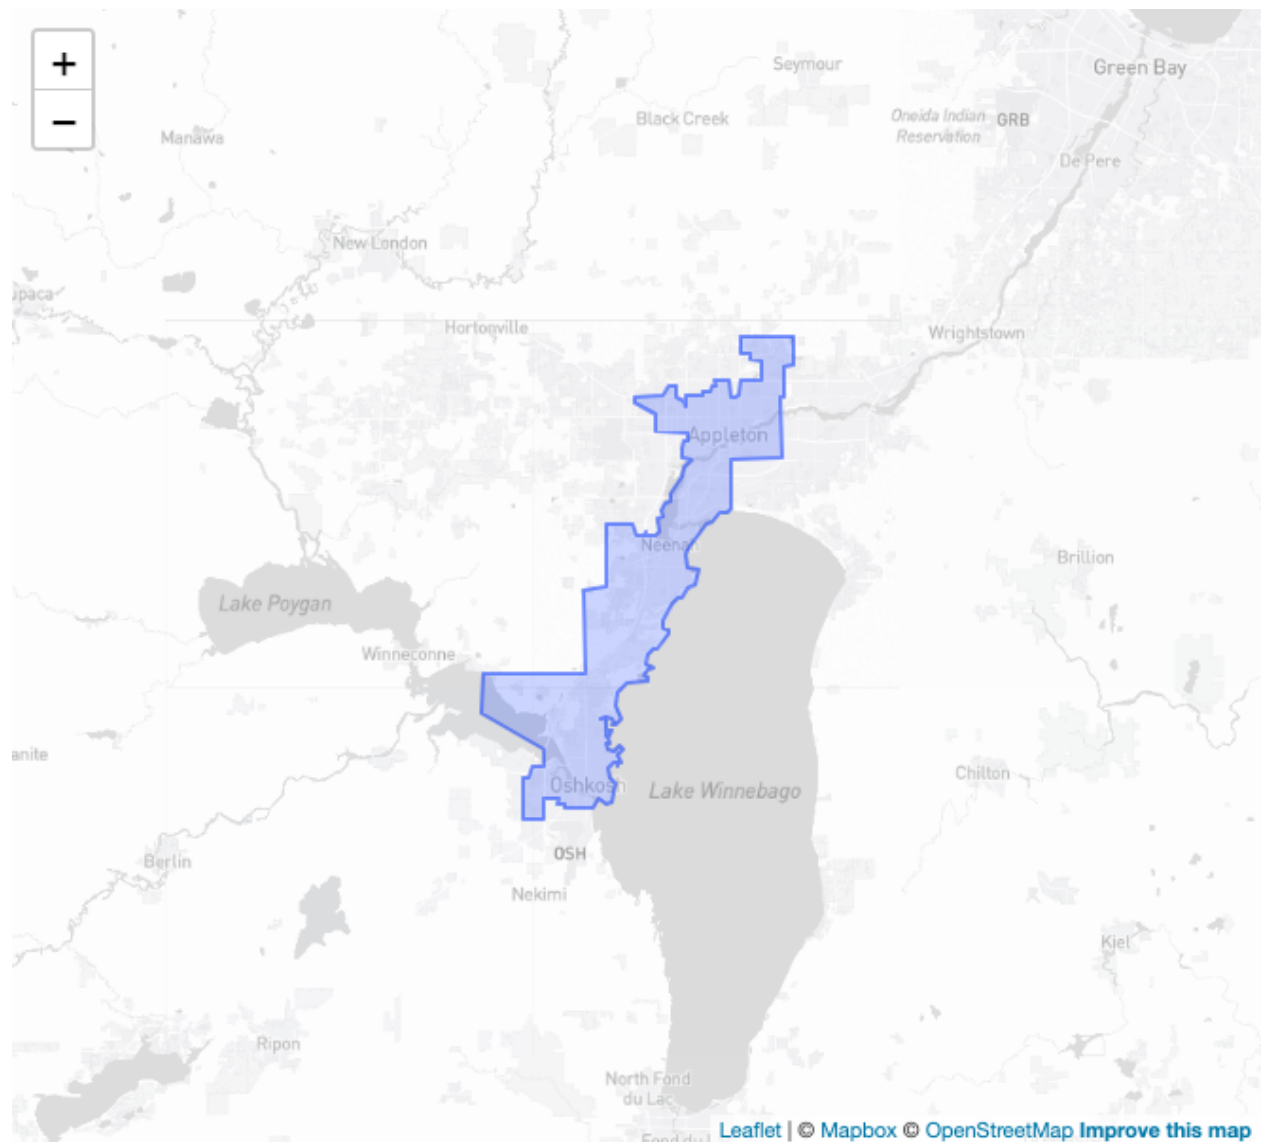 +
−
Seymour
Green Bay
Manawa
Black Creek
Oneida Indian
Reservation
GRB
De Pere
New London
Hortonville
Wrightstown
Appleton
Neenah
Brillion
Lake Poygan
Winneconne
Chilton
Oshkosh
Lake Winnebago
OSH
Berlin
Nekimi
Kiel
Ripon
North Fond
du Lac
Leaflet | © Mapbox © OpenStreetMap Improve this map